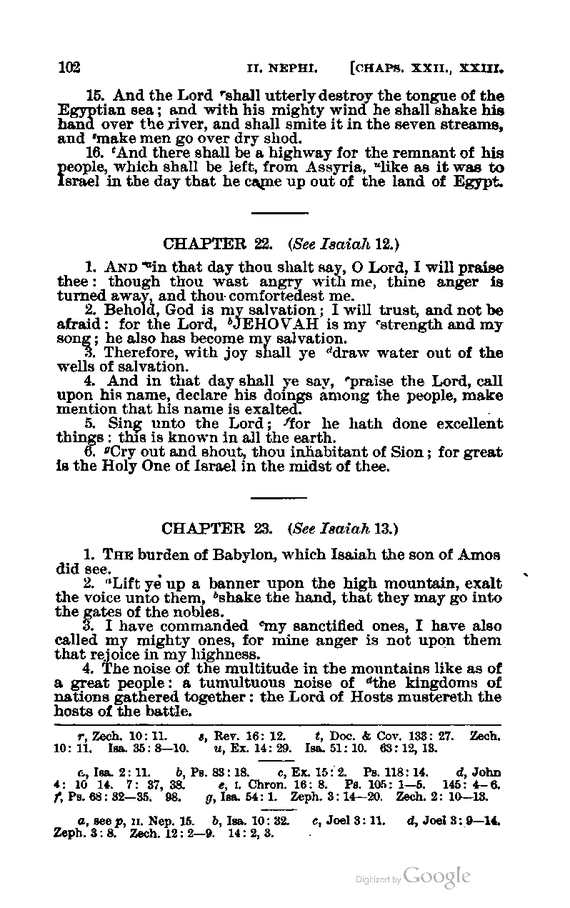 102 II. NEPHI. [CHAPS. XXII., XXIII.
15. And the Lord ʳshall utterly destroy the tongue of the
Egyptian sea; and with his mighty wind he shall shake his
hand over the river, and shall smite it in the seven streams,
and ˢmake men go over dry shod.
16. ᵗAnd there shall be a highway for the remnant of his
people, which shall be left, from Assyria, ᵘlike as it was to
Israel in the day that he came up out of the land of Egypt.
CHAPTER 22. (See Isaiah 12.)
1. AND in that day thou shalt say, O Lord, I will praise
thee: though thou wast angry with me, thine anger is
turned away, and thou comfortedest me.
2. Behold, God is my salvation; I will trust, and not be
afraid: for the Lord, ᵇJEHOVAH is my ᶜstrength and my
song; he also has become my salvation.
3. Therefore, with joy shall ye ᵈdraw water out of the
wells of salvation.
4. And in that day shall ye say, ᵉpraise the Lord, call
upon his name, declare his doings among the people, make
mention that his name is exalted.
5. Sing unto the Lord; ᶠfor he hath done excellent
things: this is known in all the earth.
6. ᵍCry out and shout, thou inhabitant of Sion; for great
is the Holy One of Israel in the midst of thee.
CHAPTER 23. (See Isaiah 13.)
1. THE burden of Babylon, which Isaiah the son of Amos
did see.
2. ᵃLift ye up a banner upon the high mountain, exalt
the voice unto them, ᵇshake the hand, that they may go into
the gates of the nobles.
3. I have commanded ᶜmy sanctified ones, I have also
called my mighty ones, for mine anger is not upon them
that rejoice in my highness.
4. The noise of the multitude in the mountains like as of
a great people: a tumultuous noise of ᵈthe kingdoms of
nations gathered together: the Lord of Hosts mustereth the
hosts of the battle.
r, Zech. 10: 11. s, Rev. 16: 12. t, Doc. & Cov. 133: 27. Zech.
10: 11. Isa. 35: 8—10. u, Ex. 14: 29. Isa. 51: 10. 63: 12, 13.
Isa. 2: 11. b, Ps. 83: 18. c, Ex. 15: 2. Ps. 118: 14. d, John
4: 10 14. 7: 37, 38. e, I. Chron. 16: 8. Ps. 105: 1—5. 145: 4—6.
f, Ps. 68: 32—35. 98. g, Isa. 54: 1. Zeph. 3: 14—20. Zech. 2: 10—13.
a, see p, II. Nep. 15. b, Isa. 10: 32. c, Joel 3: 11. d, Joel 3: 9—14.
Zeph. 3: 8. Zech. 12: 2—9. 14: 2, 3.
Digitized by Google